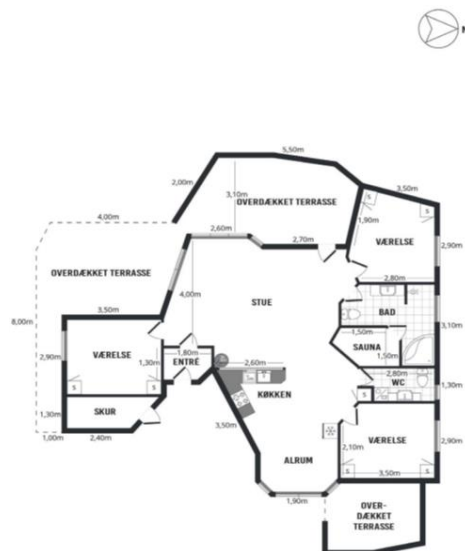 N
5,50m
3,50m
2,00m
3,10m
OVERDÆKKET TERRASSE
1,90m
S
S
4,00m
2,60m
2,70m
VÆRELSE
2,90m
OVERDÆKKET TERRASSE
2,80m
4,00m
STUE
BAD
3,50m
8,00m
3,10m
1,50m
SAUNA
1,50m
VÆRELSE
2,90m
1,30m
1,80m
ENTRÉ
2,60m
2,80m
WC
1,30m
S
S
KØKKEN
S
SKUR
1,30m
3,50m
VÆRELSE
2,10m
2,90m
1,00m
2,40m
ALRUM
3,50m
S
S
1,90m
OVER-
DÆKKET
TERRASSE